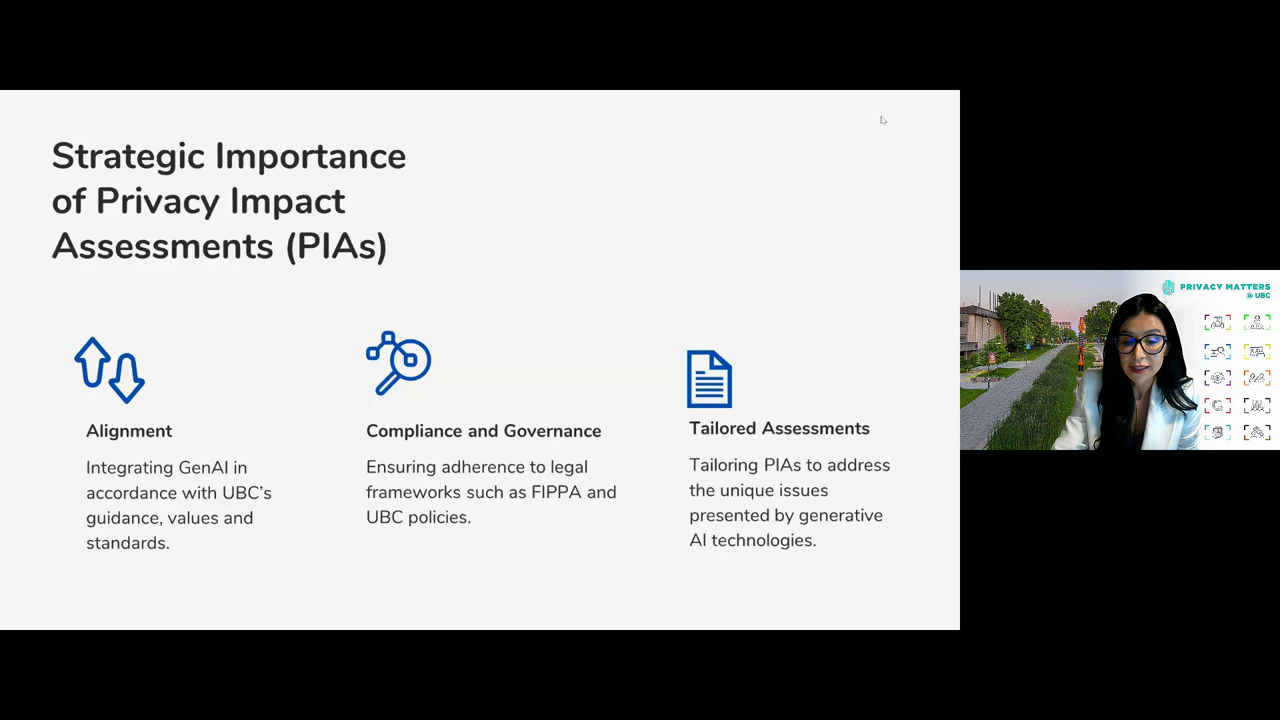 Strategic Importance
of Privacy Impact
Assessments (PIAs)
Alignment
Integrating GenAI in
accordance with UBC’s
guidance, values and
standards.
Compliance and Governance
Ensuring adherence to legal
frameworks such as FIPPA and
UBC policies.
Tailored Assessments
Tailoring PIAs to address
the unique issues
presented by generative
AI technologies.
PRIVACY MATTERS
@ UBC